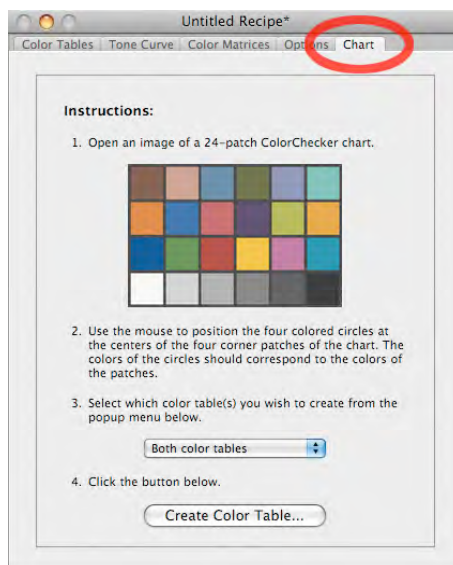 Untitled Recipe*
Color Tables Tone Curve Color Matrices Options Chart
Instructions:
1. Open an image of a 24-patch ColorChecker chart.
2. Use the mouse to position the four colored circles at
the centers of the four corner patches of the chart. The
colors of the circles should correspond to the colors of
the patches.
3. Select which color table(s) you wish to create from the
popup menu below.
Both color tables
4. Click the button below.
Create Color Table...